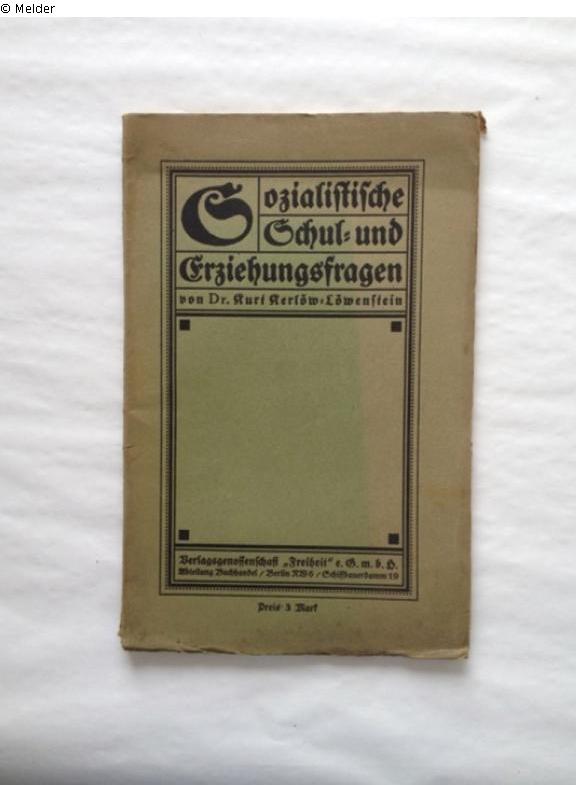 © Melder
Sozialistische
Schul- und
Erziehungsfragen
von Dr. Kurt Kerlöw-Löwenstein
Verlagsgenossenschaft „Freiheit“ e. G. m. b. H.
Abteilung Buchhandel / Berlin NW 6 / Schiffbauerdamm 19
Preis 3 Mark